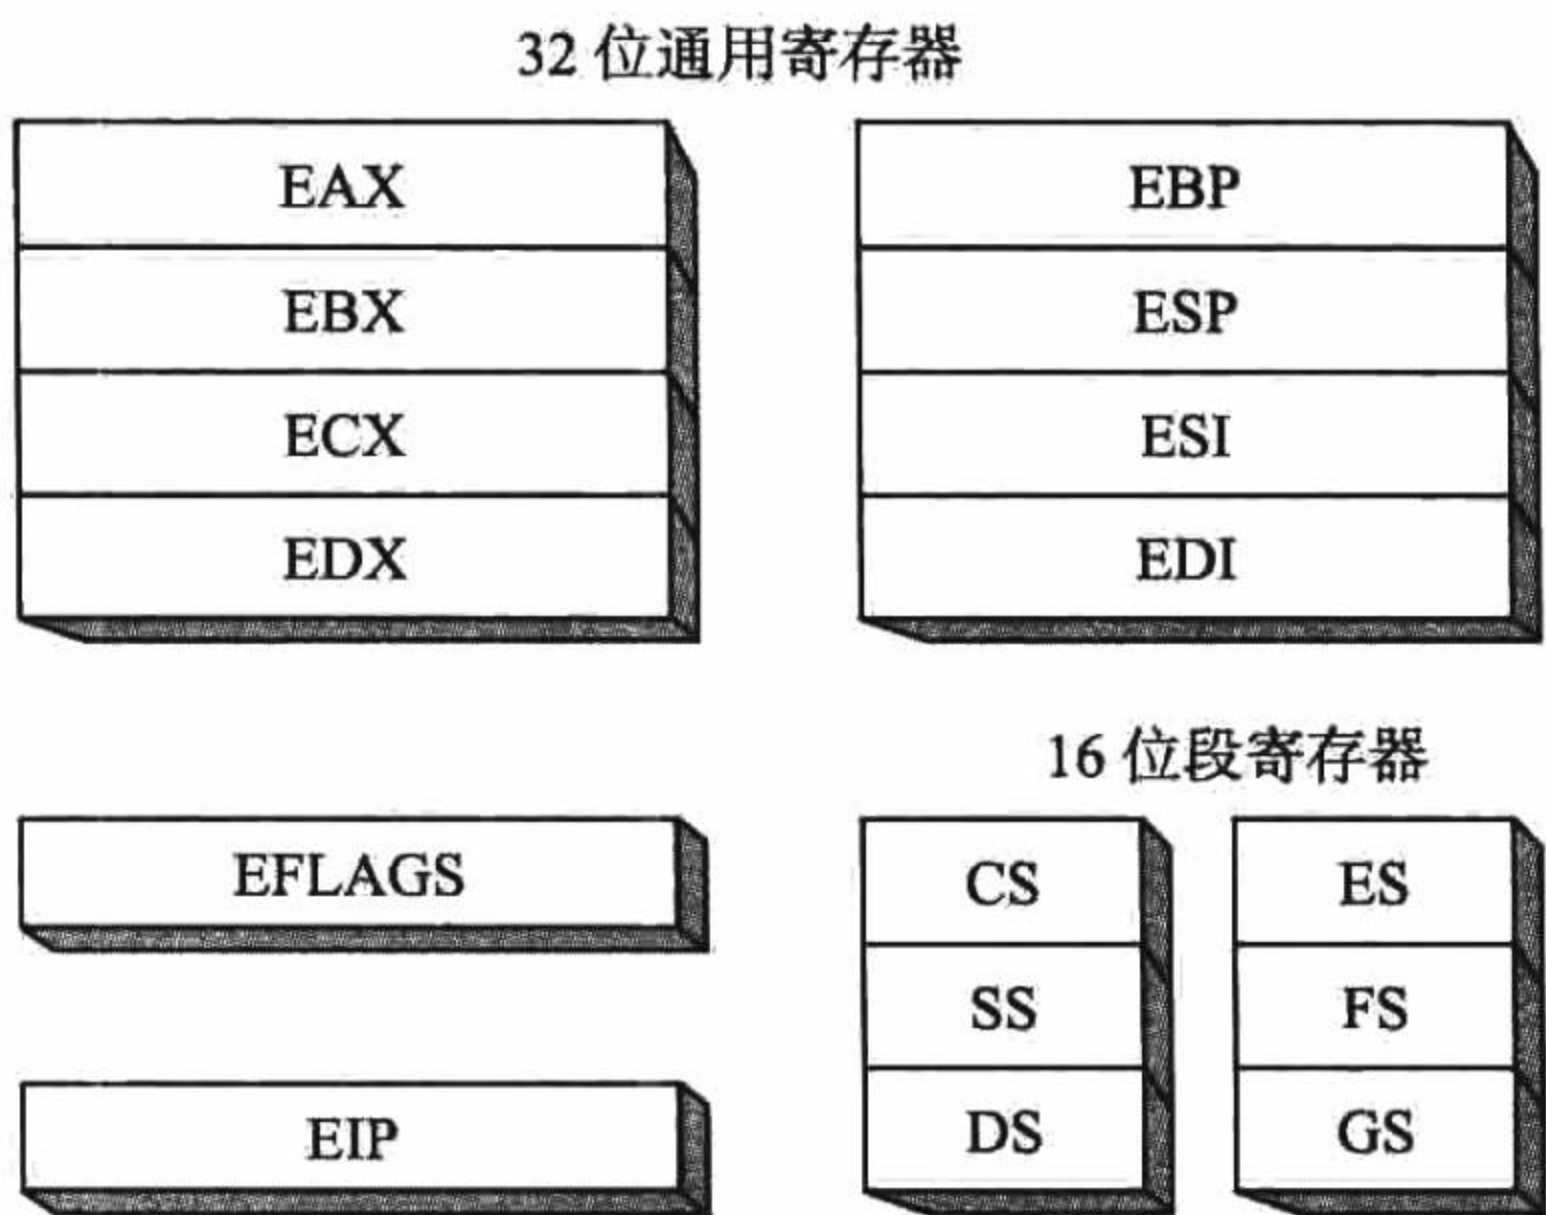 32 位通用寄存器
EAX
EBX
ECX
EDX
EBP
ESP
ESI
EDI
EFLAGS
EIP
16 位段寄存器
CS
SS
DS
ES
FS
GS